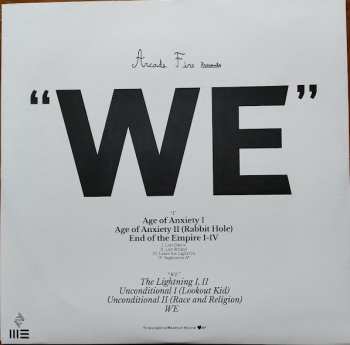 Arcade Fire Presents
“WE”
"I"
Age of Anxiety I
Age of Anxiety II (Rabbit Hole)
End of the Empire I-IV
"WE"
The Lightning I, II
Unconditional I (Lookout Kid)
Unconditional II (Race and Religion)
WE